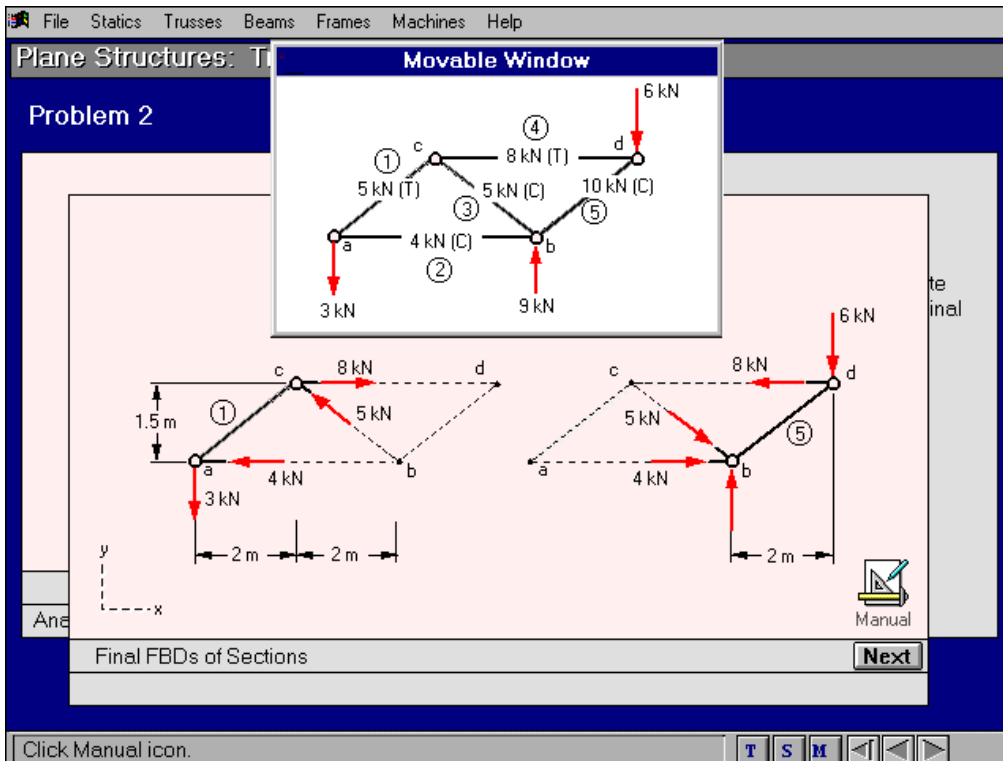 File Statics Trusses Beams Frames Machines Help
Plane Structures: T
Movable Window
Problem 2
6 kN
4
c
d
8 kN (T)
1
5 kN (T)
5 kN (C)
10 kN (C)
3
5
a
4 kN (C)
b
2
3 kN
9 kN
te
inal
c
8 kN
d
1
5 kN
1.5 m
a
4 kN
b
3 kN
2 m
2 m
6 kN
c
8 kN
d
5 kN
5
a
4 kN
b
2 m
y
x
Manual
Ana
Final FBDs of Sections
Next
Click Manual icon.
T S M